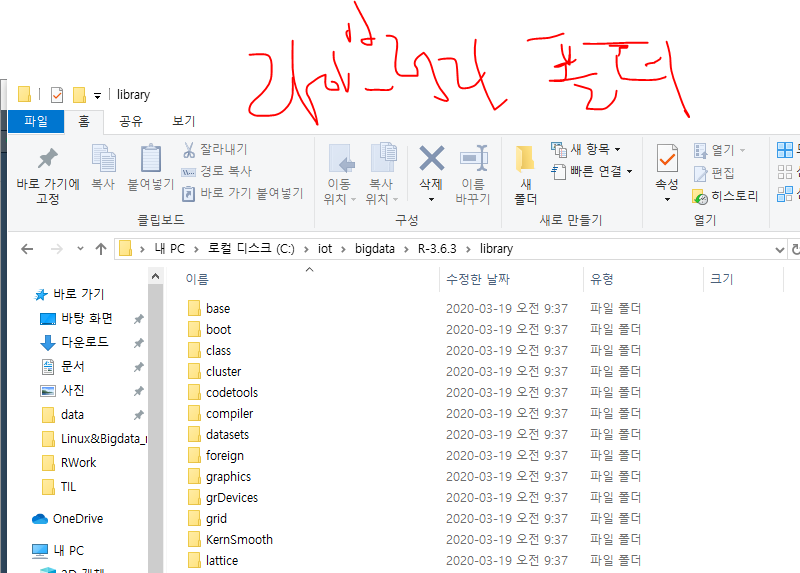 라이브러리 폴더
library
파일 홈 공유 보기
바로 가기에 고정
복사
붙여넣기
잘라내기
경로 복사
바로 가기 붙여넣기
클립보드
이동 위치
복사 위치
삭제
이름 바꾸기
구성
새 폴더
새 항목
빠른 연결
새로 만들기
속성
열기
편집
히스토리
열기
내 PC > 로컬 디스크 (C:) > iot > bigdata > R-3.6.3 > library
이름 수정한 날짜 유형 크기
바로 가기
바탕 화면
다운로드
문서
사진
data
Linux&Bigdata_
RWork
TIL
OneDrive
내 PC
base 2020-03-19 오전 9:37 파일 폴더
boot 2020-03-19 오전 9:37 파일 폴더
class 2020-03-19 오전 9:37 파일 폴더
cluster 2020-03-19 오전 9:37 파일 폴더
codetools 2020-03-19 오전 9:37 파일 폴더
compiler 2020-03-19 오전 9:37 파일 폴더
datasets 2020-03-19 오전 9:37 파일 폴더
foreign 2020-03-19 오전 9:37 파일 폴더
graphics 2020-03-19 오전 9:37 파일 폴더
grDevices 2020-03-19 오전 9:37 파일 폴더
grid 2020-03-19 오전 9:37 파일 폴더
KernSmooth 2020-03-19 오전 9:37 파일 폴더
lattice 2020-03-19 오전 9:37 파일 폴더